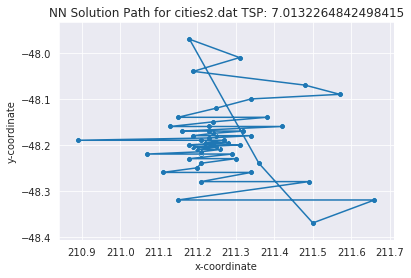 NN Solution Path for cities2.dat TSP: 7.0132264842498415
y-coordinate
−48.0
−48.1
−48.2
−48.3
−48.4
210.9 211.0 211.1 211.2 211.3 211.4 211.5 211.6 211.7
x-coordinate